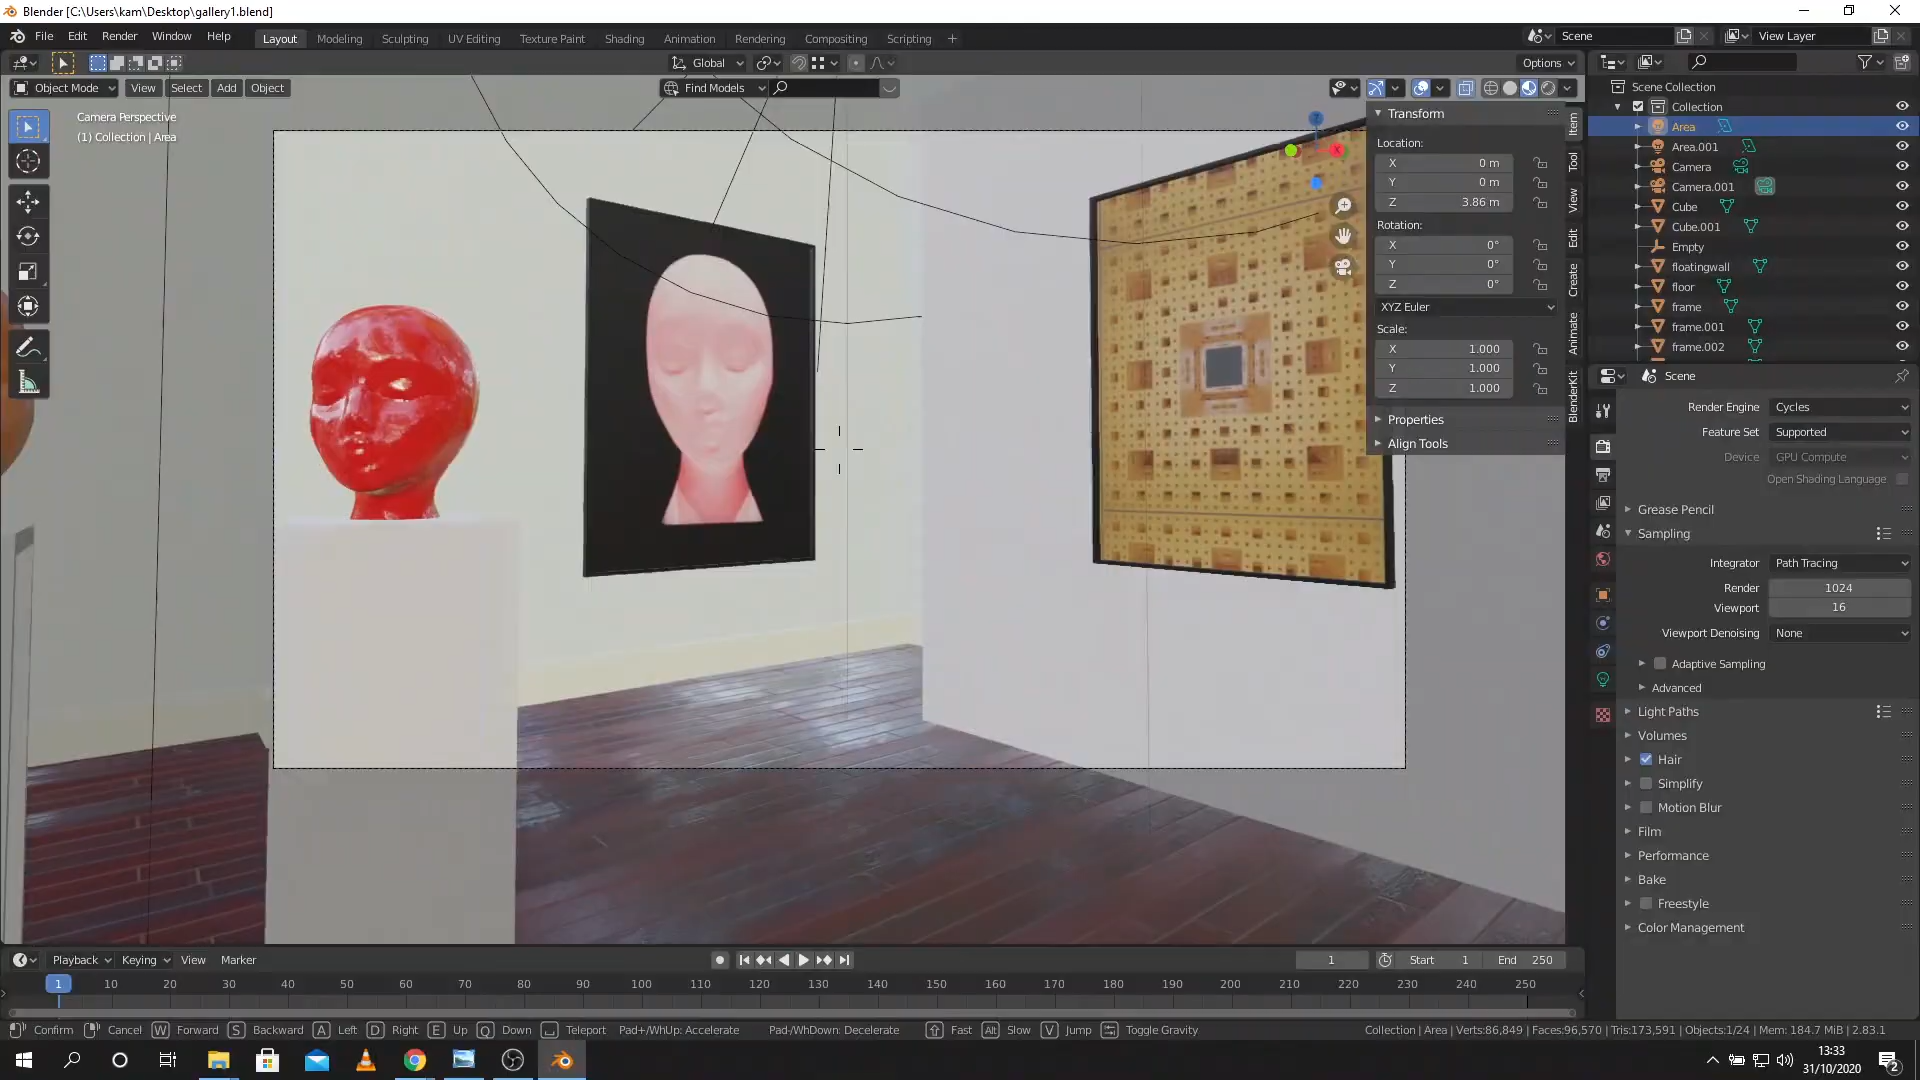 Blender [C:\Users\kam\Desktop\gallery1.blend]
File Edit Render Window Help
Layout Modeling Sculpting UV Editing Texture Paint Shading Animation Rendering Compositing Scripting +
Scene
View Layer
Global
Options
Object Mode View Select Add Object
Find Models
Camera Perspective
(1) Collection | Area
Z
X
Transform
Location:
X 0 m
Y 0 m
Z 3.86 m
Rotation:
X 0°
Y 0°
Z 0°
XYZ Euler
Scale:
X 1.000
Y 1.000
Z 1.000
Properties
Align Tools
Item
Tool
View
Edit
Create
Animate
BlenderKit
Scene Collection
Collection
Area
Area.001
Camera
Camera.001
Cube
Cube.001
Empty
floatingwall
floor
frame
frame.001
frame.002
Scene
Render Engine Cycles
Feature Set Supported
Device GPU Compute
Open Shading Language
Grease Pencil
Sampling
Integrator Path Tracing
Render 1024
Viewport 16
Viewport Denoising None
Adaptive Sampling
Advanced
Light Paths
Volumes
Hair
Simplify
Motion Blur
Film
Performance
Bake
Freestyle
Color Management
Playback Keying View Marker
1 Start 1 End 250
1 10 20 30 40 50 60 70 80 90 100 110 120 130 140 150 160 170 180 190 200 210 220 230 240 250
Confirm Cancel W Forward S Backward A Left D Right E Up Q Down Teleport Pad+/WhUp: Accelerate Pad-/WhDown: Decelerate Fast Alt Slow V Jump Toggle Gravity
Collection | Area | Verts:86,849 | Faces:96,570 | Tris:173,591 | Objects:1/24 | Mem: 184.7 MiB | 2.83.1
13:33
31/10/2020
2